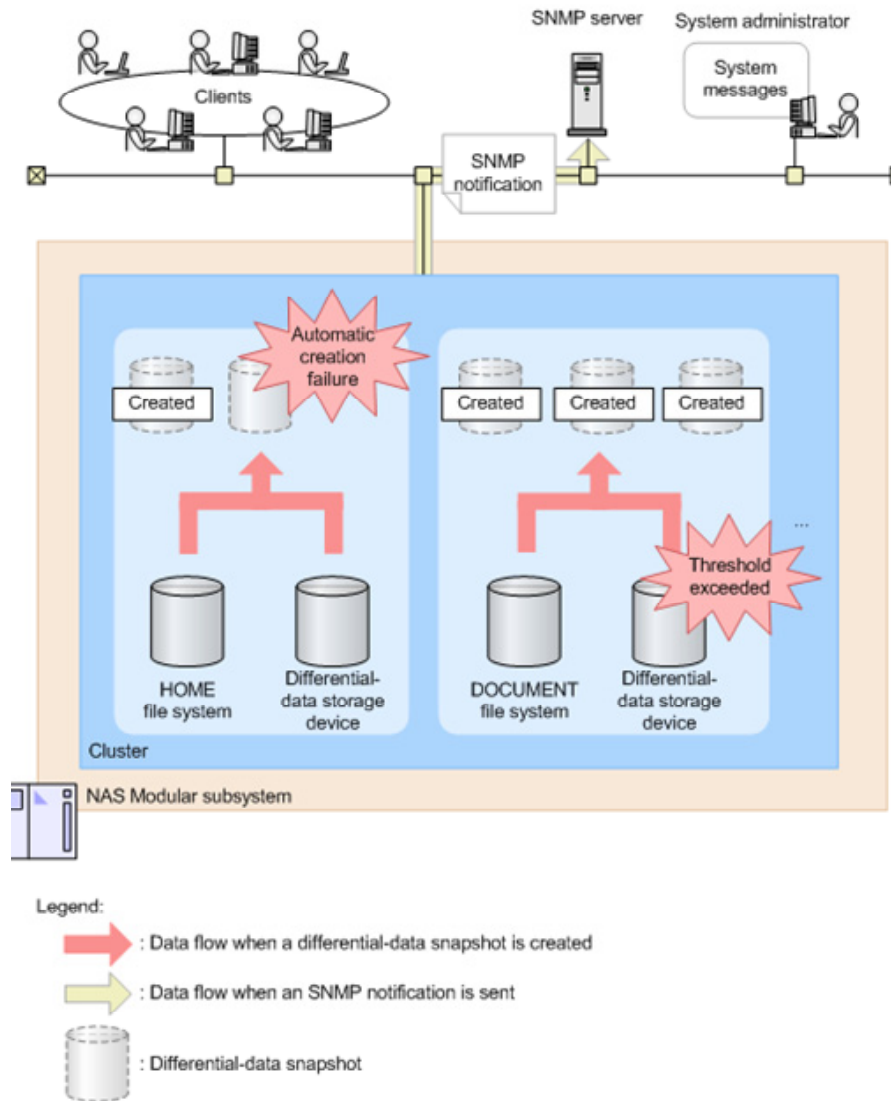 SNMP server
System administrator
System
messages
Clients
SNMP
notification
Automatic
creation
failure
Created
Created
Created
Created
Threshold
exceeded
...
HOME
file system
Differential-
data storage
device
DOCUMENT
file system
Differential-
data storage
device
Cluster
NAS Modular subsystem
Legend:
: Data flow when a differential-data snapshot is created
: Data flow when an SNMP notification is sent
: Differential-data snapshot